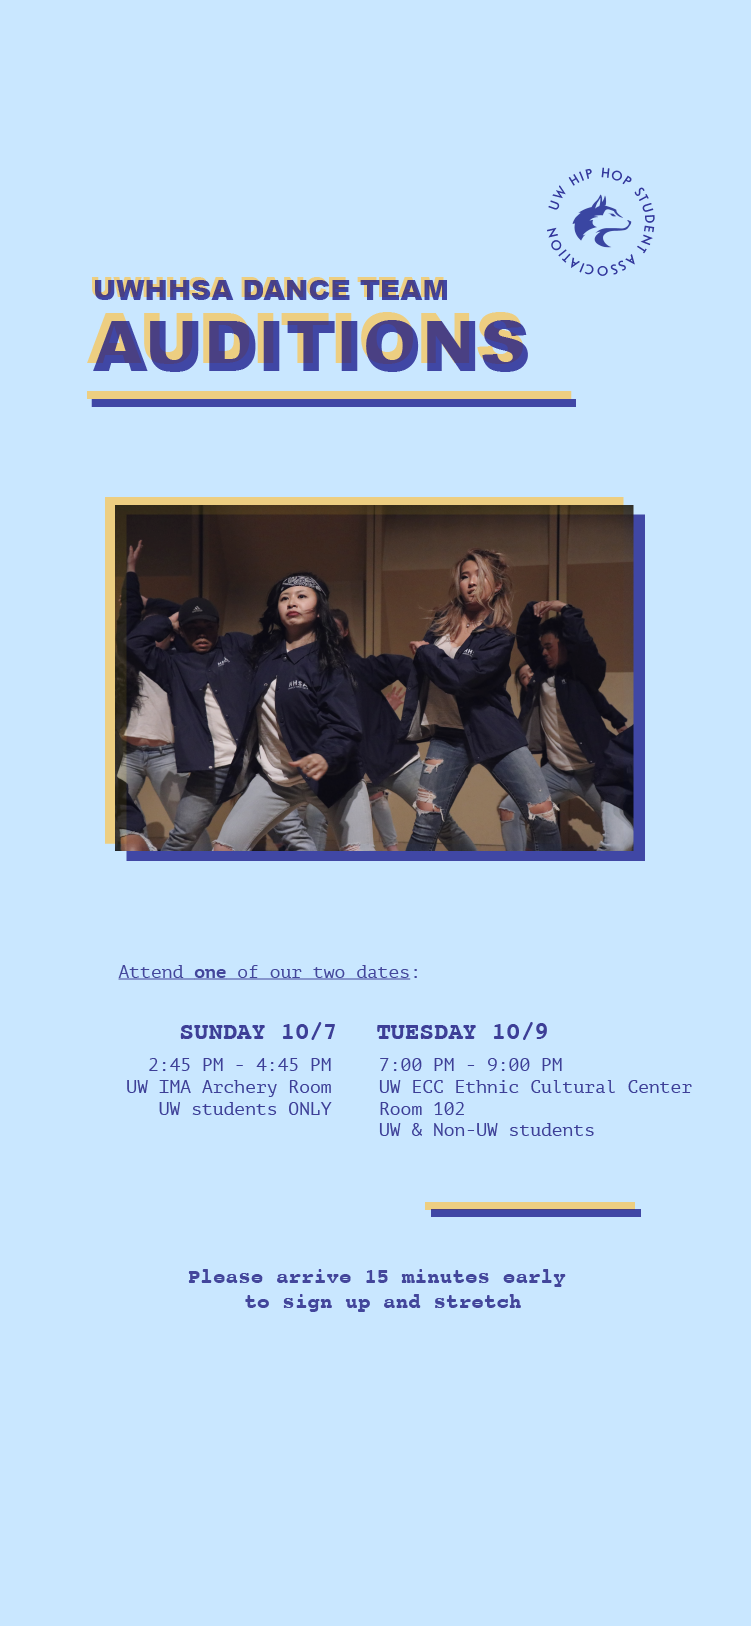 UW HIP HOP STUDENT ASSOCIATION
UWHHSA DANCE TEAM
AUDITIONS
Attend one of our two dates:
SUNDAY 10/7
2:45 PM - 4:45 PM
UW IMA Archery Room
UW students ONLY
TUESDAY 10/9
7:00 PM - 9:00 PM
UW ECC Ethnic Cultural Center
Room 102
UW & Non-UW students
Please arrive 15 minutes early
to sign up and stretch